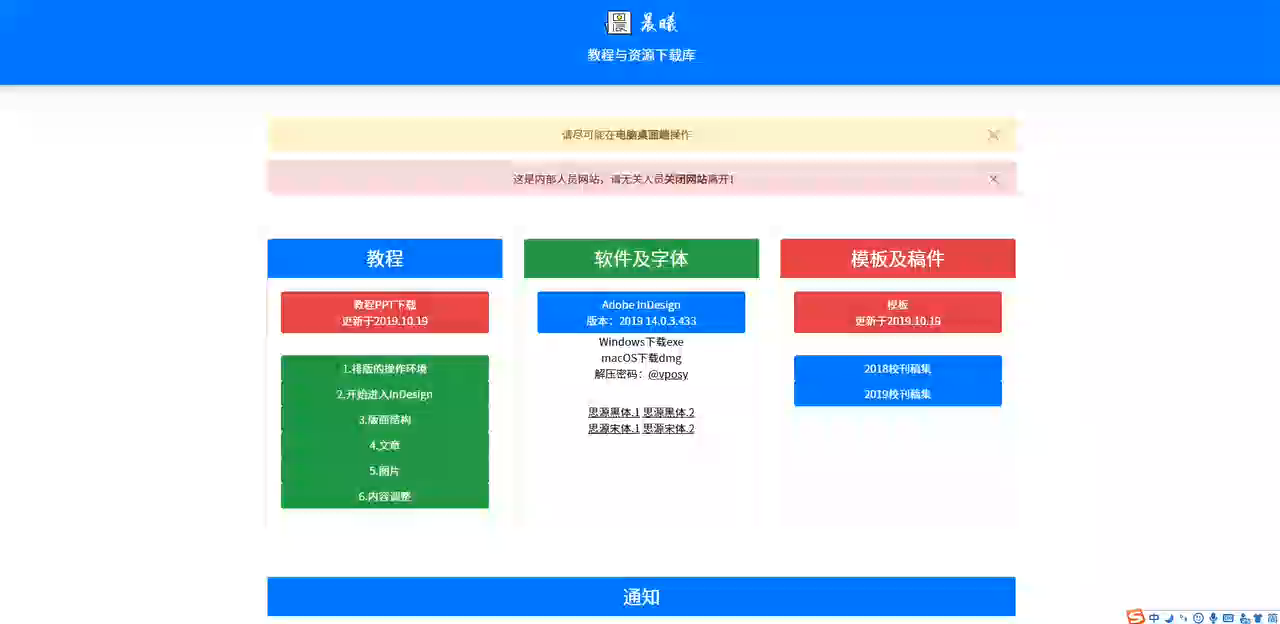 晨曦
教程与资源下载库
请尽可能在电脑桌面端操作
这是内部人员网站，请无关人员关闭网站离开！
教程
教程PPT下载
更新于2019.10.19
1.排版的操作环境
2.开始进入InDesign
3.版面结构
4.文章
5.图片
6.内容调整
软件及字体
Adobe InDesign
版本：2019 14.0.3.433
Windows下载exe
macOS下载dmg
解压密码：@vposy
思源黑体.1 思源黑体.2
思源宋体.1 思源宋体.2
模板及稿件
模板
2018校刊稿集
2019校刊稿集
通知
中
简